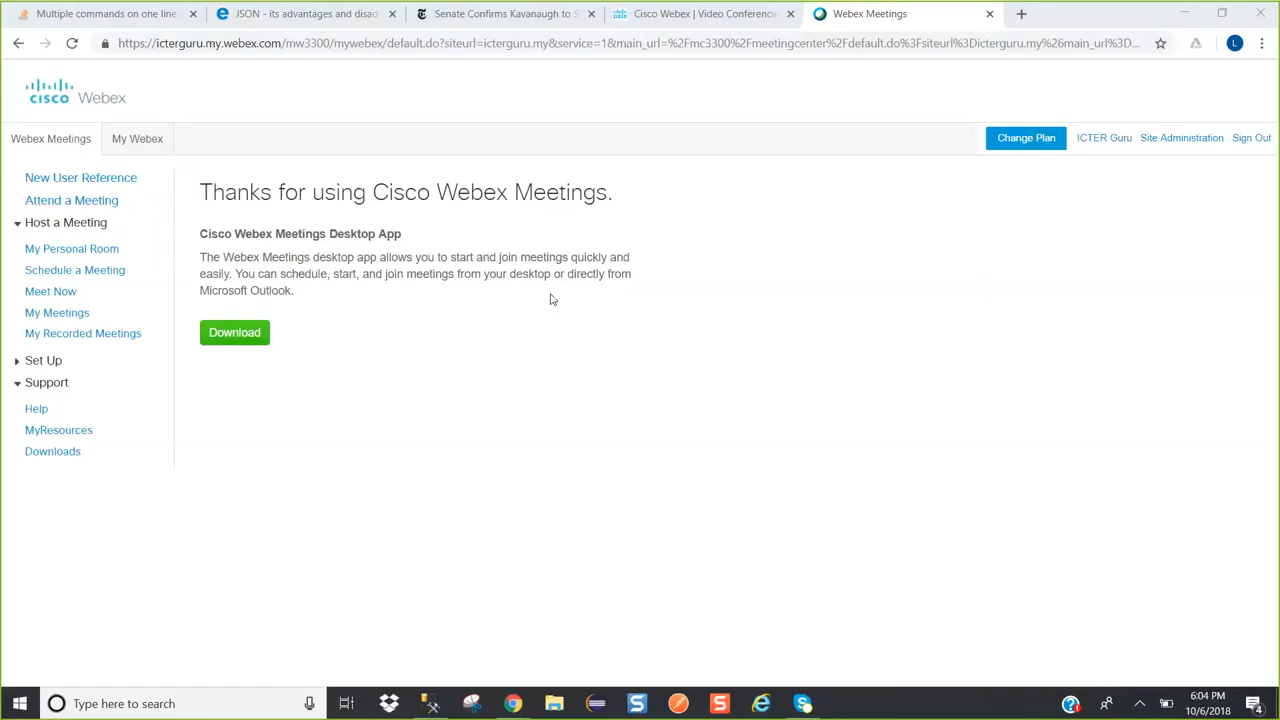 Multiple commands on one line
JSON - its advantages and disad
Senate Confirms Kavanaugh to S
Cisco Webex | Video Conferencin
Webex Meetings
https://icterguru.my.webex.com/mw3300/mywebex/default.do?siteurl=icterguru.my&service=1&main_url=%2Fmc3300%2Fmeetingcenter%2Fdefault.do%3Fsiteurl%3Dicterguru.my%26main_url%3D...
L
cisco Webex
Webex Meetings
My Webex
Change Plan
ICTER Guru
Site Administration
Sign Out
New User Reference
Attend a Meeting
Host a Meeting
My Personal Room
Schedule a Meeting
Meet Now
My Meetings
My Recorded Meetings
Set Up
Support
Help
MyResources
Downloads
Thanks for using Cisco Webex Meetings.
Cisco Webex Meetings Desktop App
The Webex Meetings desktop app allows you to start and join meetings quickly and
easily. You can schedule, start, and join meetings from your desktop or directly from
Microsoft Outlook.
Download
Type here to search
6:04 PM
10/6/2018
4